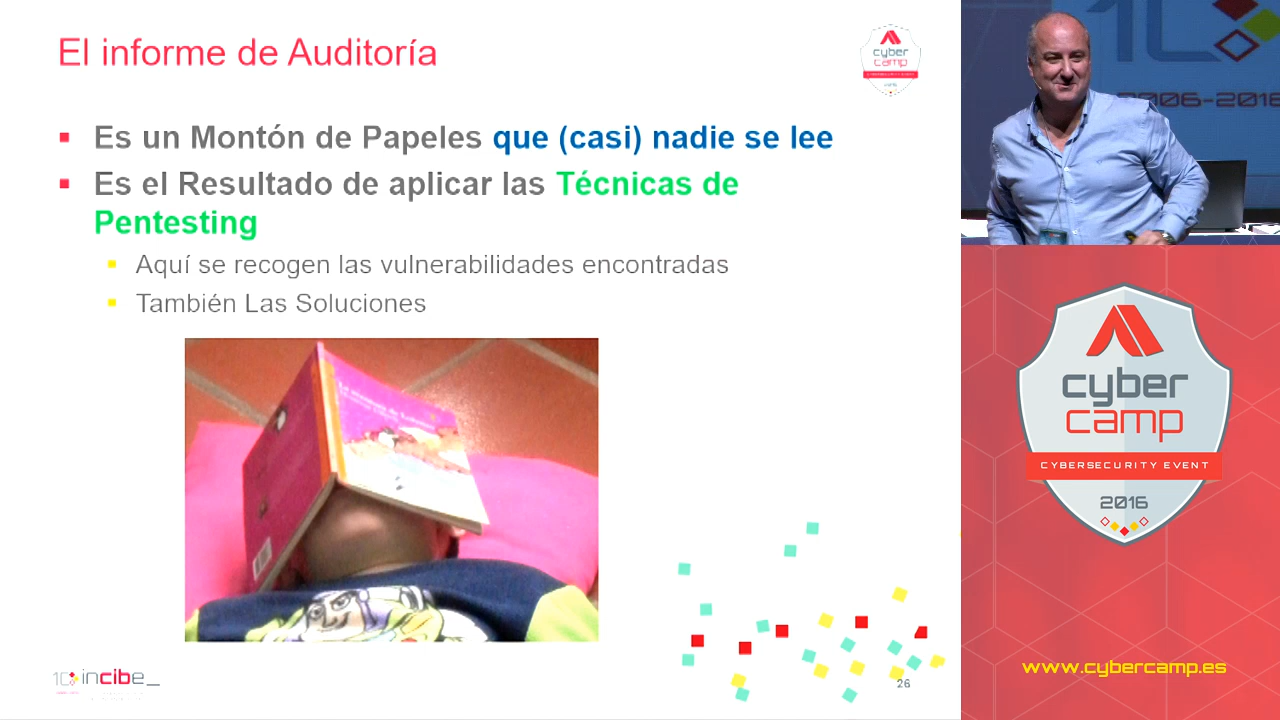 El informe de Auditoría
cyber
camp
Es un Montón de Papeles que (casi) nadie se lee
Es el Resultado de aplicar las Técnicas de
Pentesting
Aquí se recogen las vulnerabilidades encontradas
También Las Soluciones
10 incibe_
26
2006-2016
cyber
camp
CYBERSECURITY EVENT
2016
www.cybercamp.es